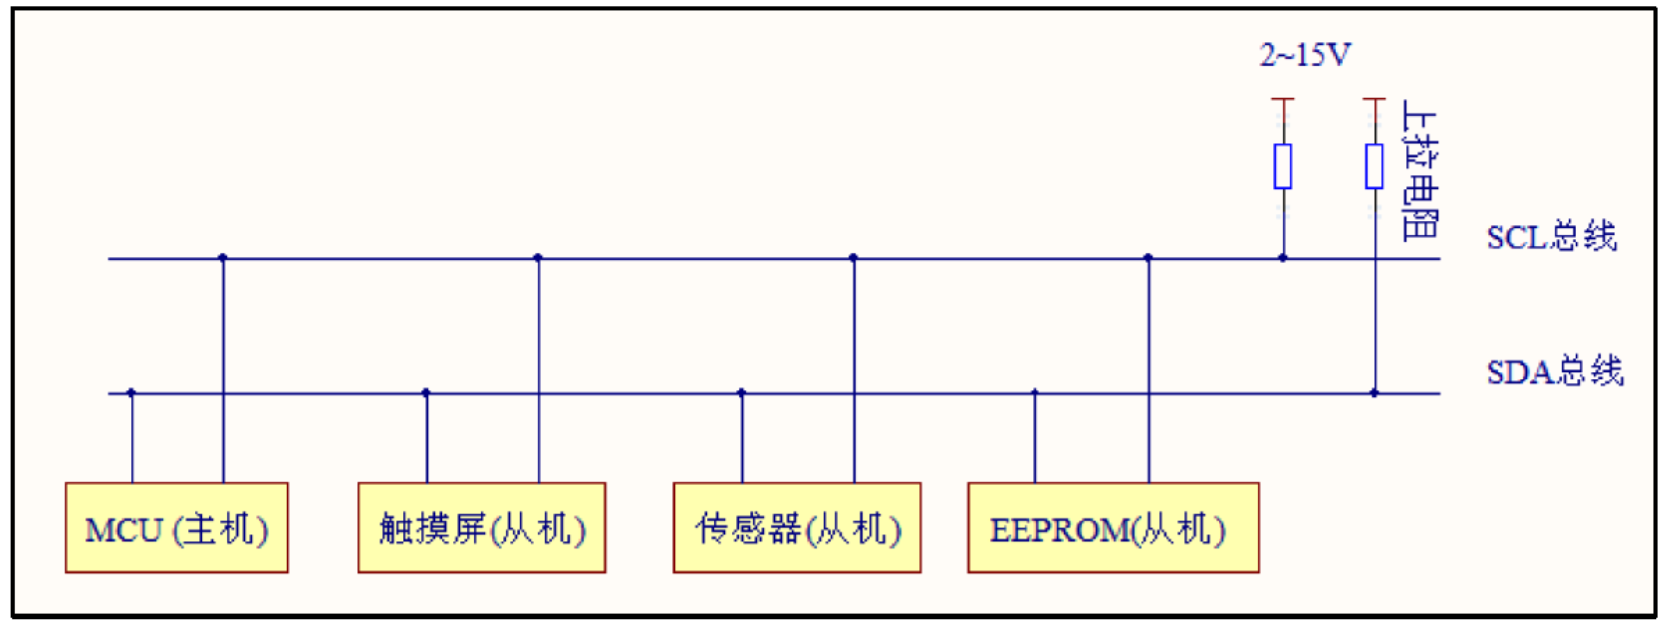 2~15V
上拉电阻
SCL总线
SDA总线
MCU (主机)
触摸屏(从机)
传感器(从机)
EEPROM(从机)